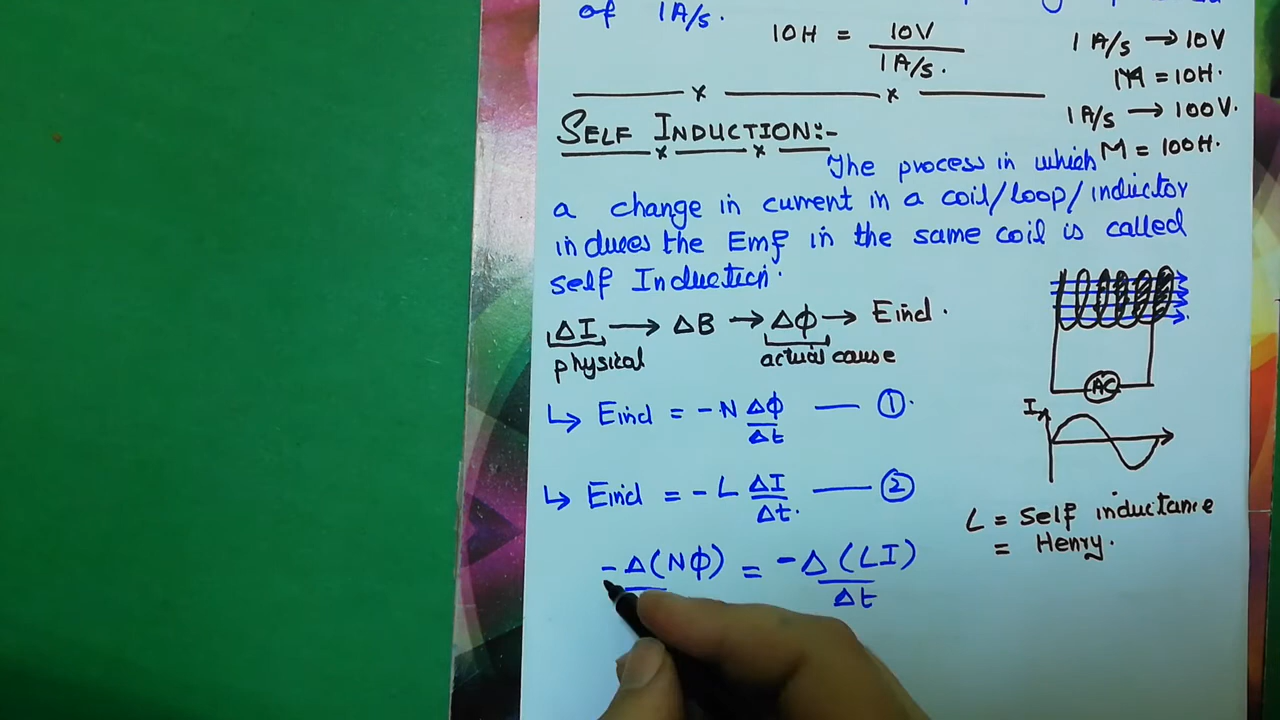 of 1A/s.
10H = 10V / 1A/s.
1 A/s → 10V
M = 10H.
1A/s → 100V.
M = 100H.
SELF INDUCTION:-
The process in which
a change in current in a coil/loop/inductor
induces the Emf in the same coil is called
self Induction.
ΔI → ΔB → Δϕ → Eind.
physical actual cause
↳ Eind = -N Δϕ/Δt — ①.
AC
I
↳ Eind = -L ΔI/Δt. — ②
L = Self inductance
= Henry.
-Δ(Nϕ) = -Δ(LI)/Δt